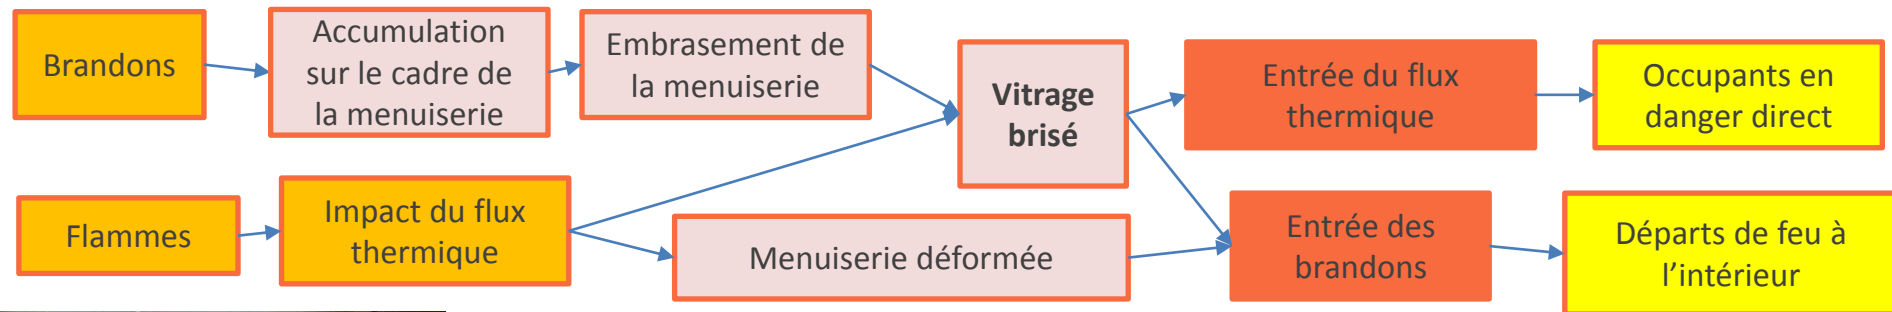 Brandons
Accumulation
sur le cadre de
la menuiserie
Embrasement de
la menuiserie
Vitrage
brisé
Entrée du flux
thermique
Occupants en
danger direct
Flammes
Impact du flux
thermique
Menuiserie déformée
Entrée des
brandons
Départs de feu à
l’intérieur